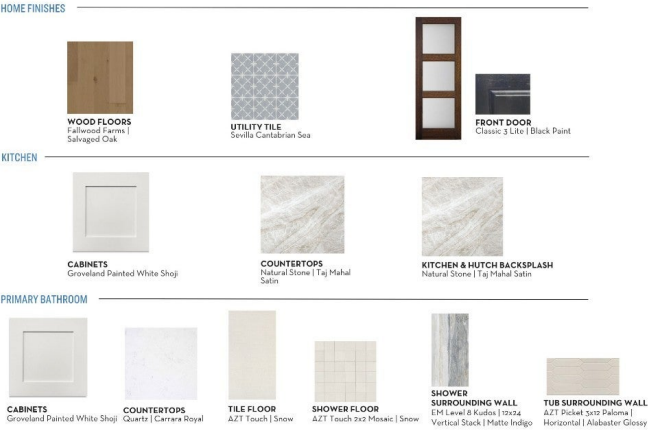 HOME FINISHES
WOOD FLOORS
Fallwood Farms |
Salvaged Oak
UTILITY TILE
Sevilla Cantabrian Sea
FRONT DOOR
Classic 3 Lite | Black Paint
KITCHEN
CABINETS
Groveland Painted White Shoji
COUNTERTOPS
Natural Stone | Taj Mahal
Satin
KITCHEN & HUTCH BACKSPLASH
Natural Stone | Taj Mahal Satin
PRIMARY BATHROOM
CABINETS
Groveland Painted White Shoji
COUNTERTOPS
Quartz | Carrara Royal
TILE FLOOR
AZT Touch | Snow
SHOWER FLOOR
AZT Touch 2x2 Mosaic | Snow
SHOWER
SURROUNDING WALL
EM Level 8 Kudos | 12x24
Vertical Stack | Matte Indigo
TUB SURROUNDING WALL
AZT Picket 3x12 Paloma |
Horizontal | Alabaster Glossy